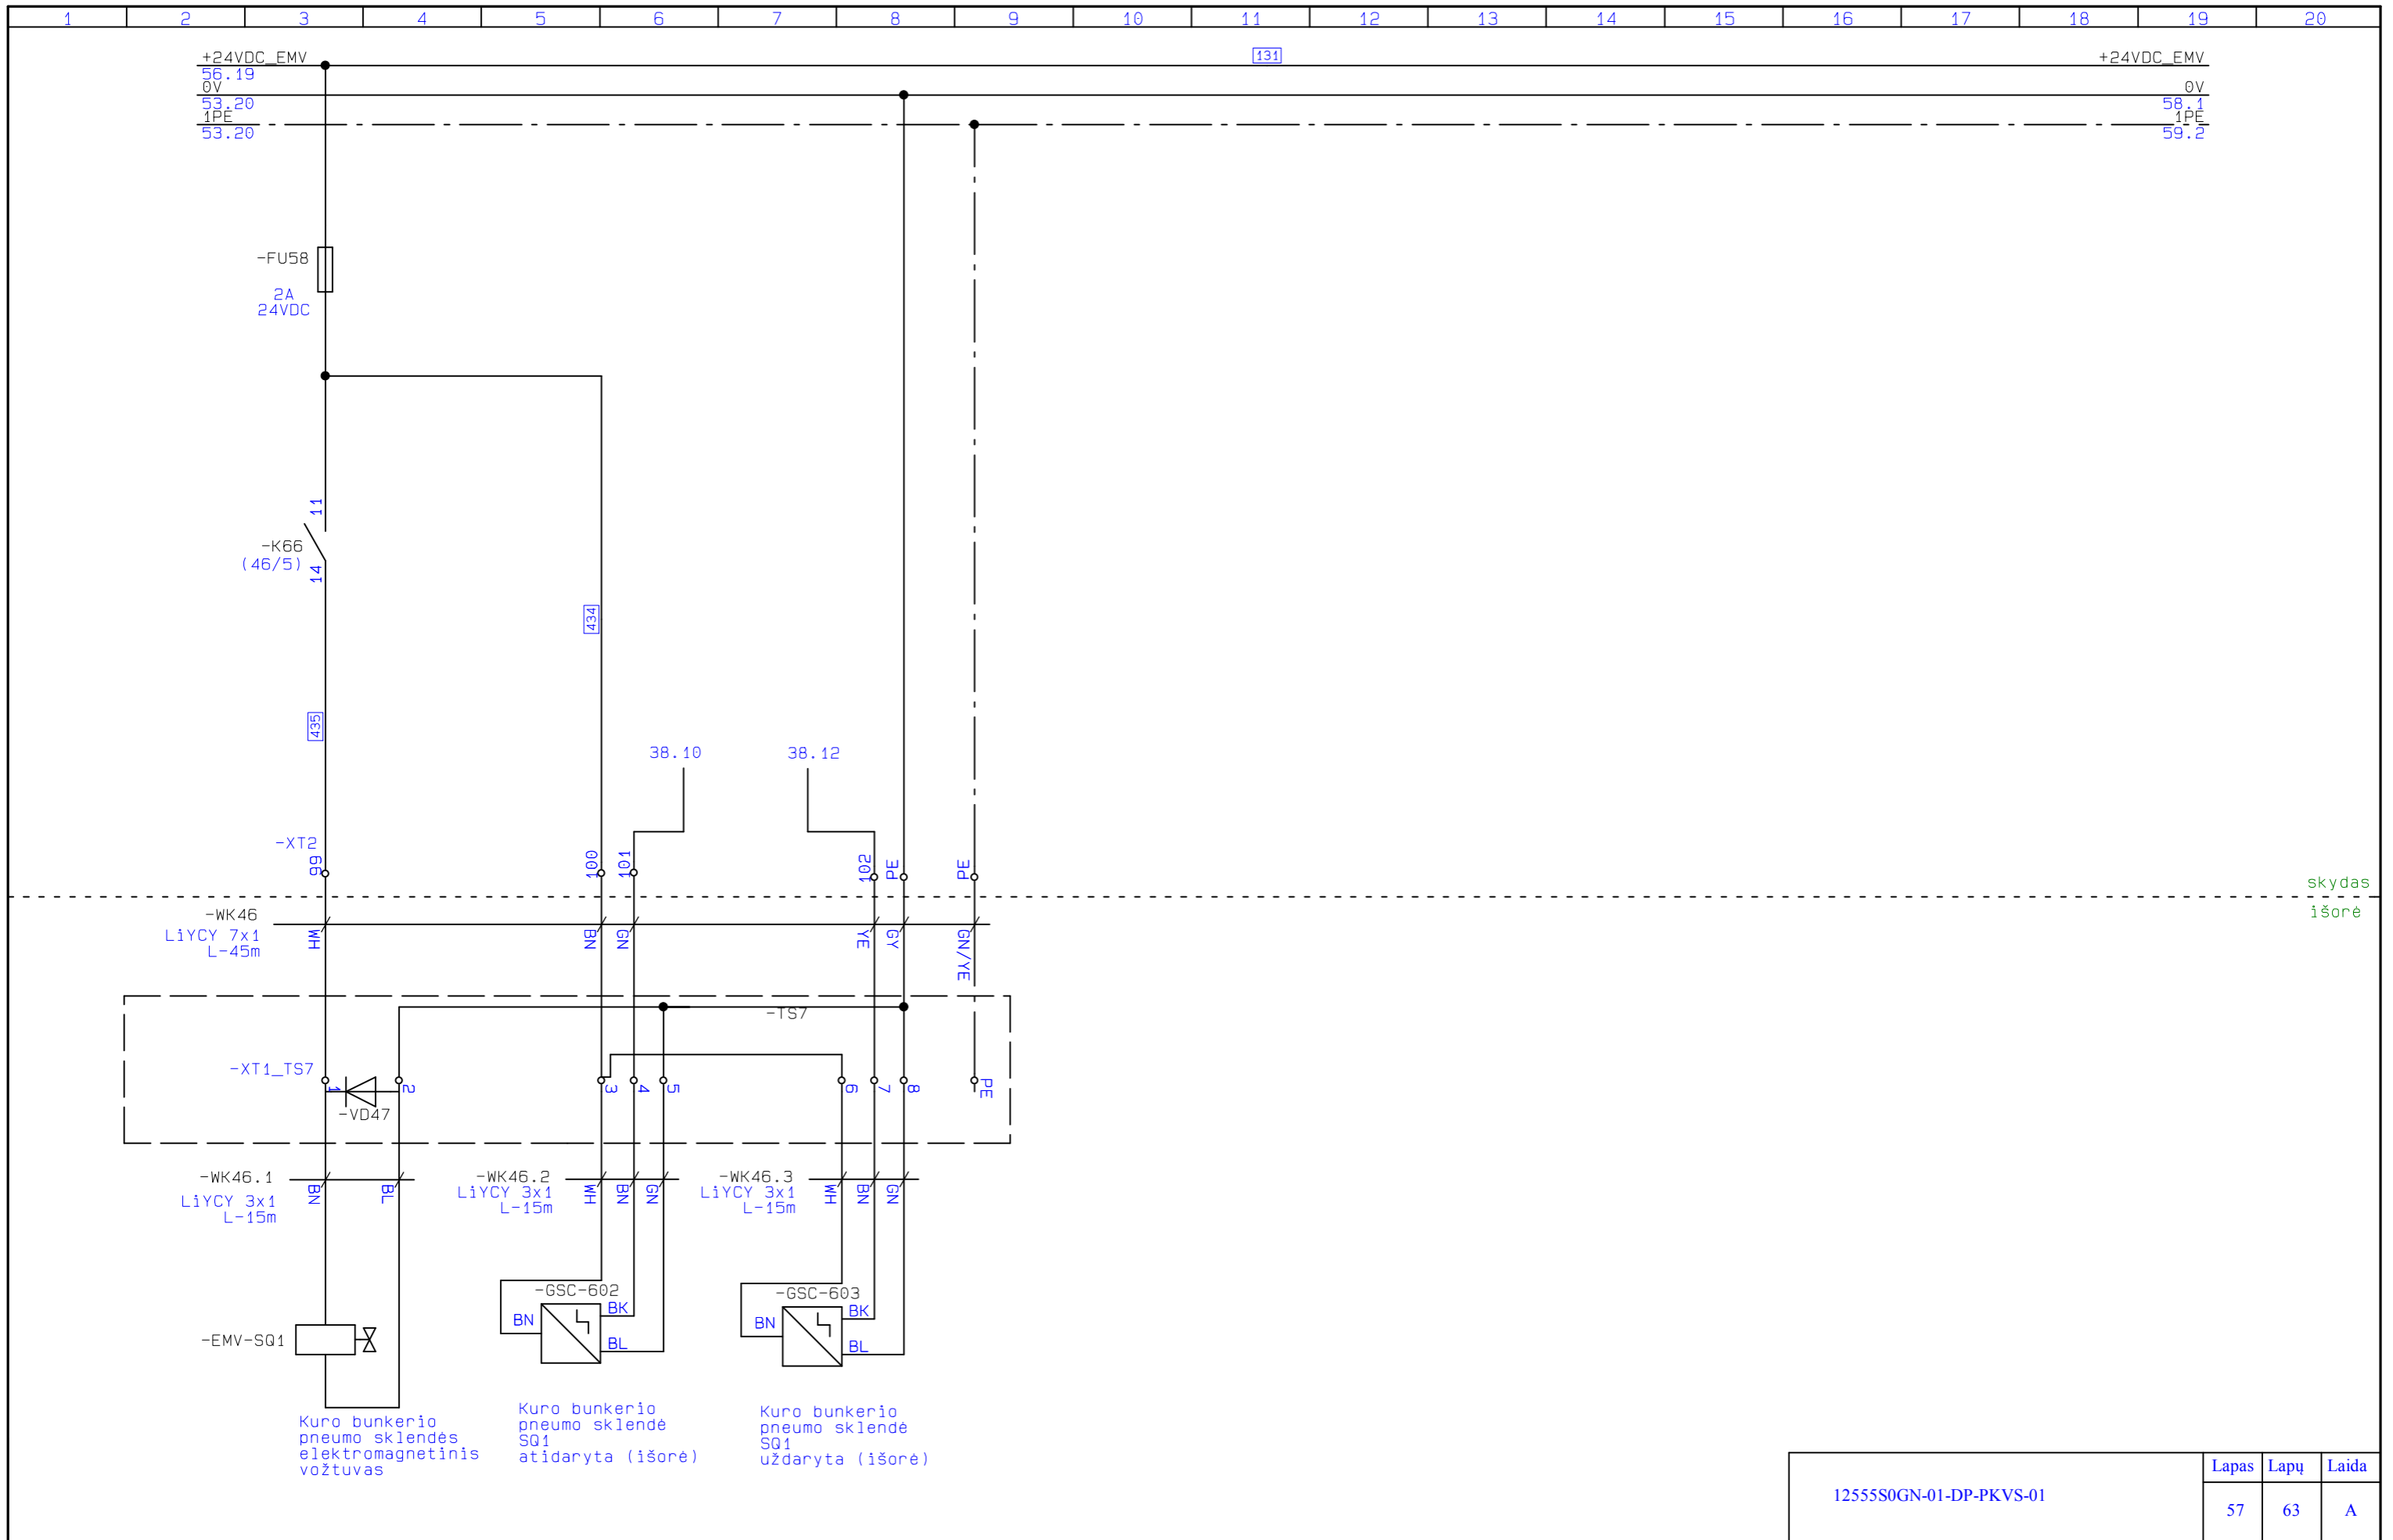 1 2 3 4 5 6 7 8 9 10 11 12 13 14 15 16 17 18 19 20
+24VDC_EMV 131 +24VDC_EMV
56.19
0V 0V
53.20 58.1
1PE 1PE
53.20 59.2
-FU58
2A
24VDC
11
-K66
(46/5)
14
434
435
38.10 38.12
-XT2
99 100 101 102 PE PE
skydas
išorė
-WK46
LiYCY 7x1
L-45m
WH BN GN YE GY GN/YE
-TS7
-XT1_TS7
1 2 3 4 5 6 7 8 PE
-VD47
-WK46.1
LiYCY 3x1
L-15m
BN BL
-WK46.2
LiYCY 3x1
L-15m
WH BN GN
-WK46.3
LiYCY 3x1
L-15m
WH BN GN
-GSC-602
BN BK
BL
-GSC-603
BN BK
BL
-EMV-SQ1
Kuro bunkerio
pneumo sklendės
elektromagnetinis
vožtuvas
Kuro bunkerio
pneumo sklendė
SQ1
atidaryta (išorė)
Kuro bunkerio
pneumo sklendė
SQ1
uždaryta (išorė)
12555S0GN-01-DP-PKVS-01
Lapas Lapų Laida
57 63 A